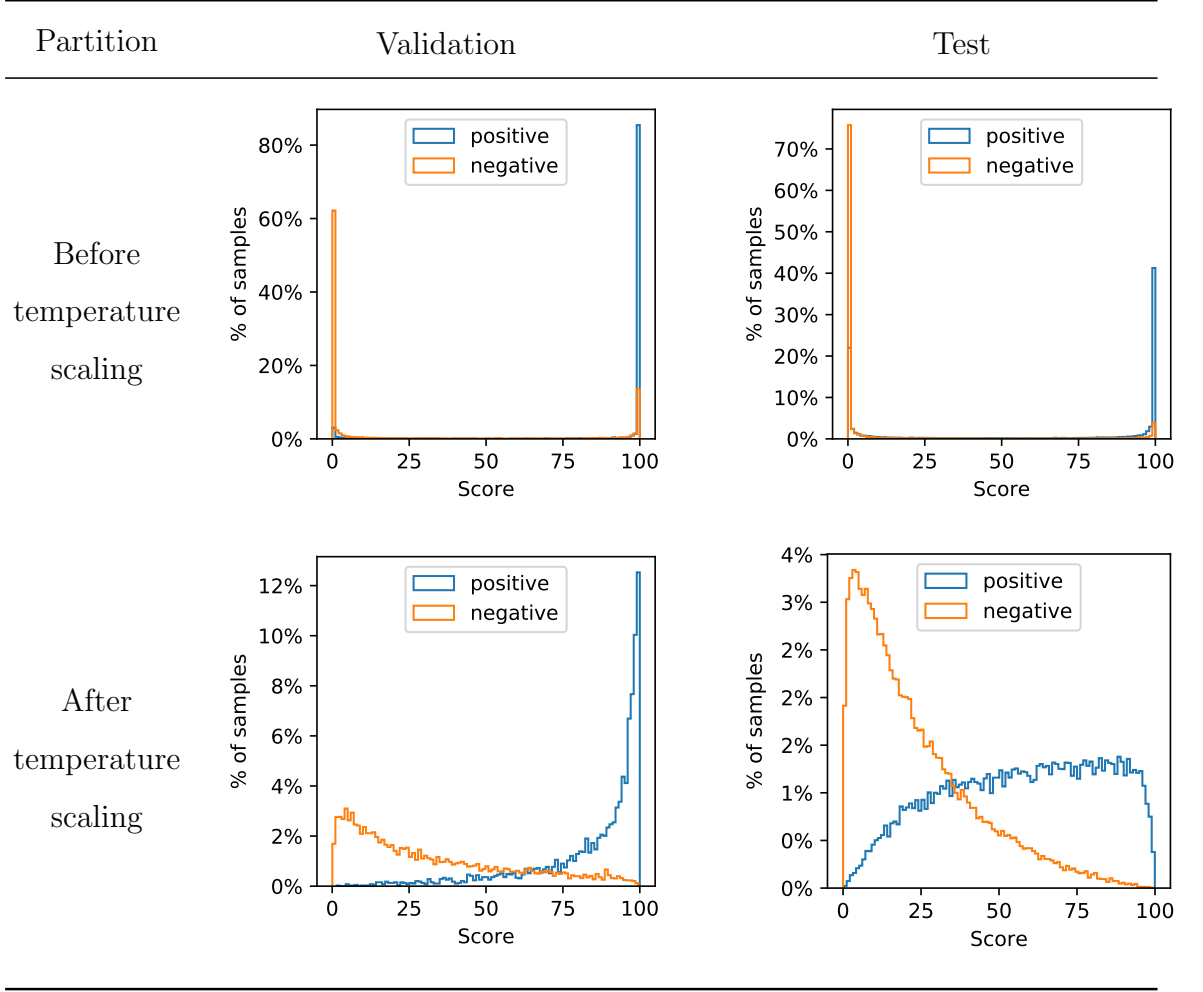 Partition Validation Test
Before
temperature
scaling
80%
60%
40%
20%
0%
% of samples
positive
negative
0 25 50 75 100
Score
70%
60%
50%
40%
30%
20%
10%
0%
% of samples
positive
negative
0 25 50 75 100
Score
After
temperature
scaling
12%
10%
8%
6%
4%
2%
0%
% of samples
positive
negative
0 25 50 75 100
Score
4%
3%
2%
2%
2%
1%
0%
0%
% of samples
positive
negative
0 25 50 75 100
Score